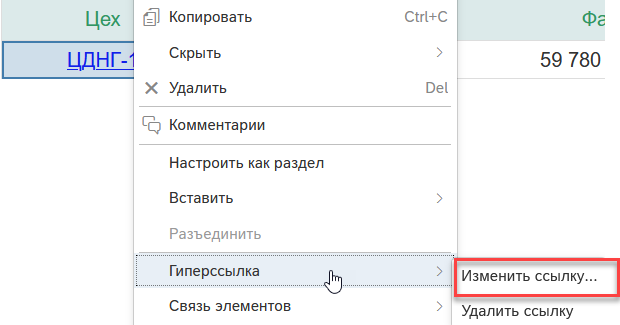 Цех
Фа
ЦДНГ-1
59 780
Копировать Ctrl+C
Скрыть
Удалить Del
Комментарии
Настроить как раздел
Вставить
Разъединить
Гиперссылка
Изменить ссылку...
Связь элементов
Удалить ссылку